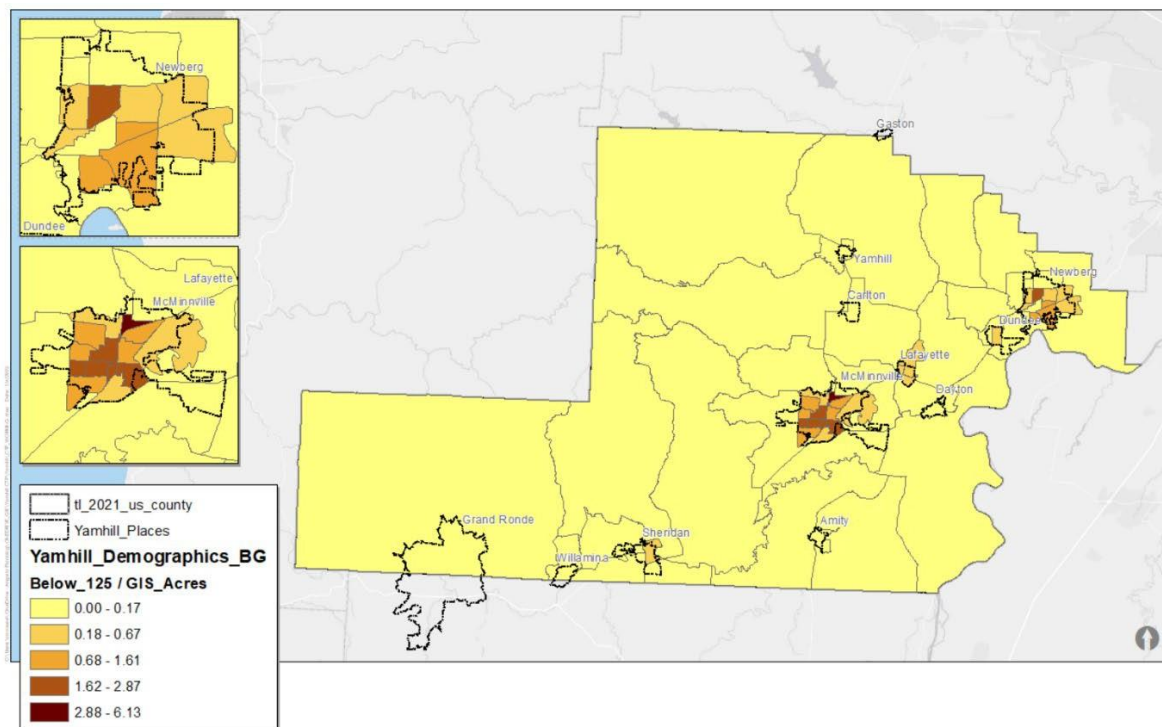 Newberg
Dundee
Lafayette
McMinnville
Gaston
Yamhill
Carlton
Newberg
Dundee
Lafayette
McMinnville
Dayton
Grand Ronde
Sheridan
Willamina
Amity
tl_2021_us_county
Yamhill_Places
Yamhill_Demographics_BG
Below_125 / GIS_Acres
0.00 - 0.17
0.18 - 0.67
0.68 - 1.61
1.62 - 2.87
2.88 - 6.13